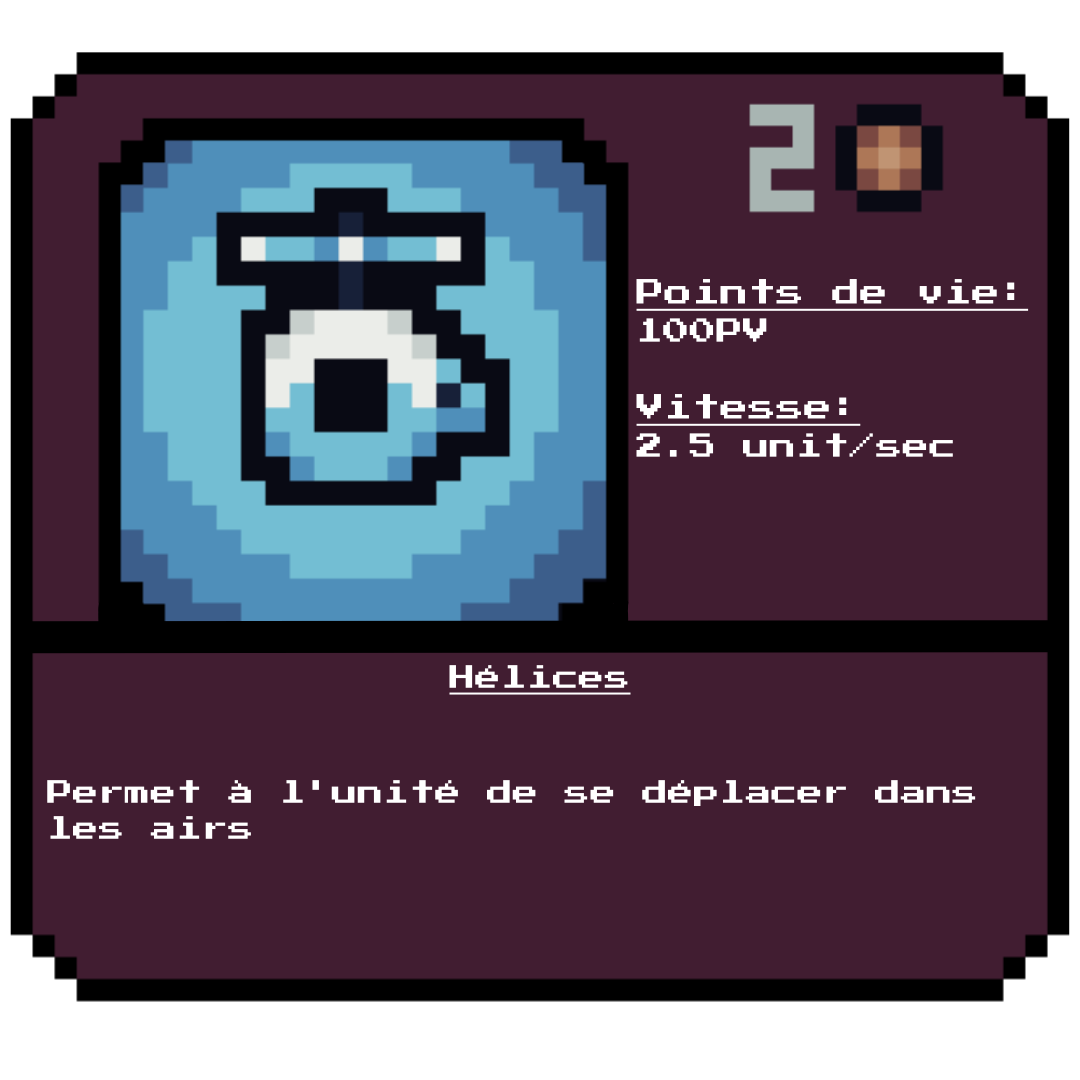 2
Points de vie:
100PV
Vitesse:
2.5 unit/sec
Hélices
Permet à l'unité de se déplacer dans
les airs